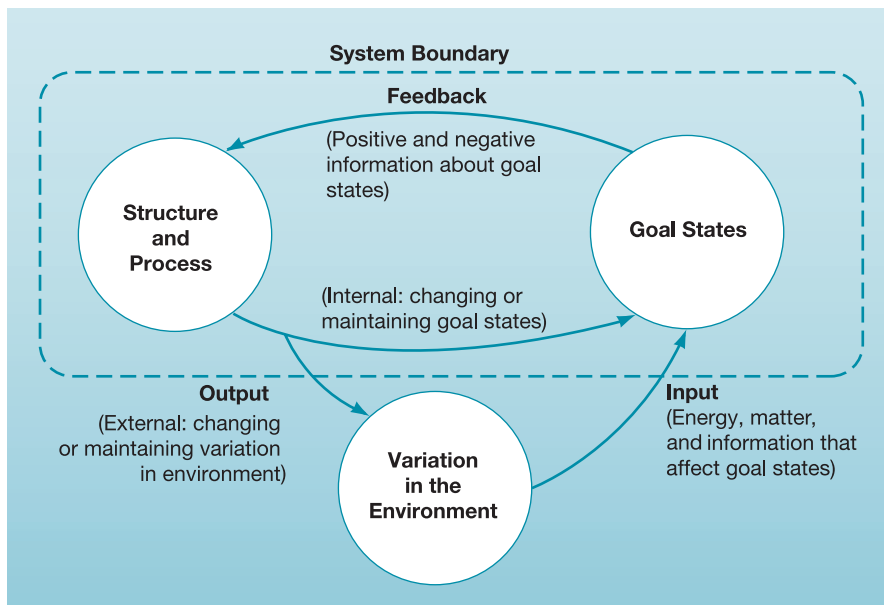 System Boundary
Feedback
(Positive and negative
information about goal
states)
Structure
and
Process
Goal States
(Internal: changing or
maintaining goal states)
Output
(External: changing
or maintaining variation
in environment)
Input
(Energy, matter,
and information that
affect goal states)
Variation
in the
Environment